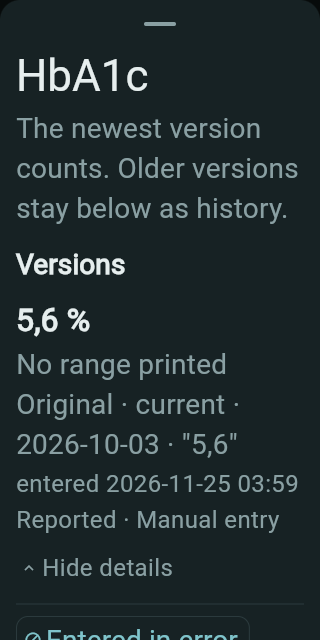 HbA1c
The newest version
counts. Older versions
stay below as history.
Versions
5,6 %
No range printed
Original · current ·
2026-10-03 · "5,6"
entered 2026-11-25 03:59
Reported · Manual entry
Hide details
Entered in error